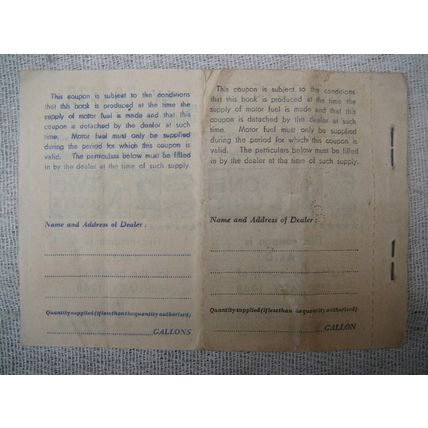 This coupon is subject to the conditions
that this book is produced at the time the
supply of motor fuel is made and that this
coupon is detached by the dealer at such
time. Motor fuel must only be supplied
during the period for which this coupon is
valid. The particulars below must be filled
in by the dealer at the time of such supply.
Name and Address of Dealer :
Quantity supplied (if less than the quantity authorised)
GALLONS
This coupon is subject to the conditions
that this book is produced at the time the
supply of motor fuel is made and that this
coupon is detached by the dealer at such
time. Motor fuel must only be supplied
during the period for which this coupon is
valid. The particulars below must be filled
in by the dealer at the time of such supply.
Name and Address of Dealer :
Quantity supplied (if less than the quantity authorised)
GALLON